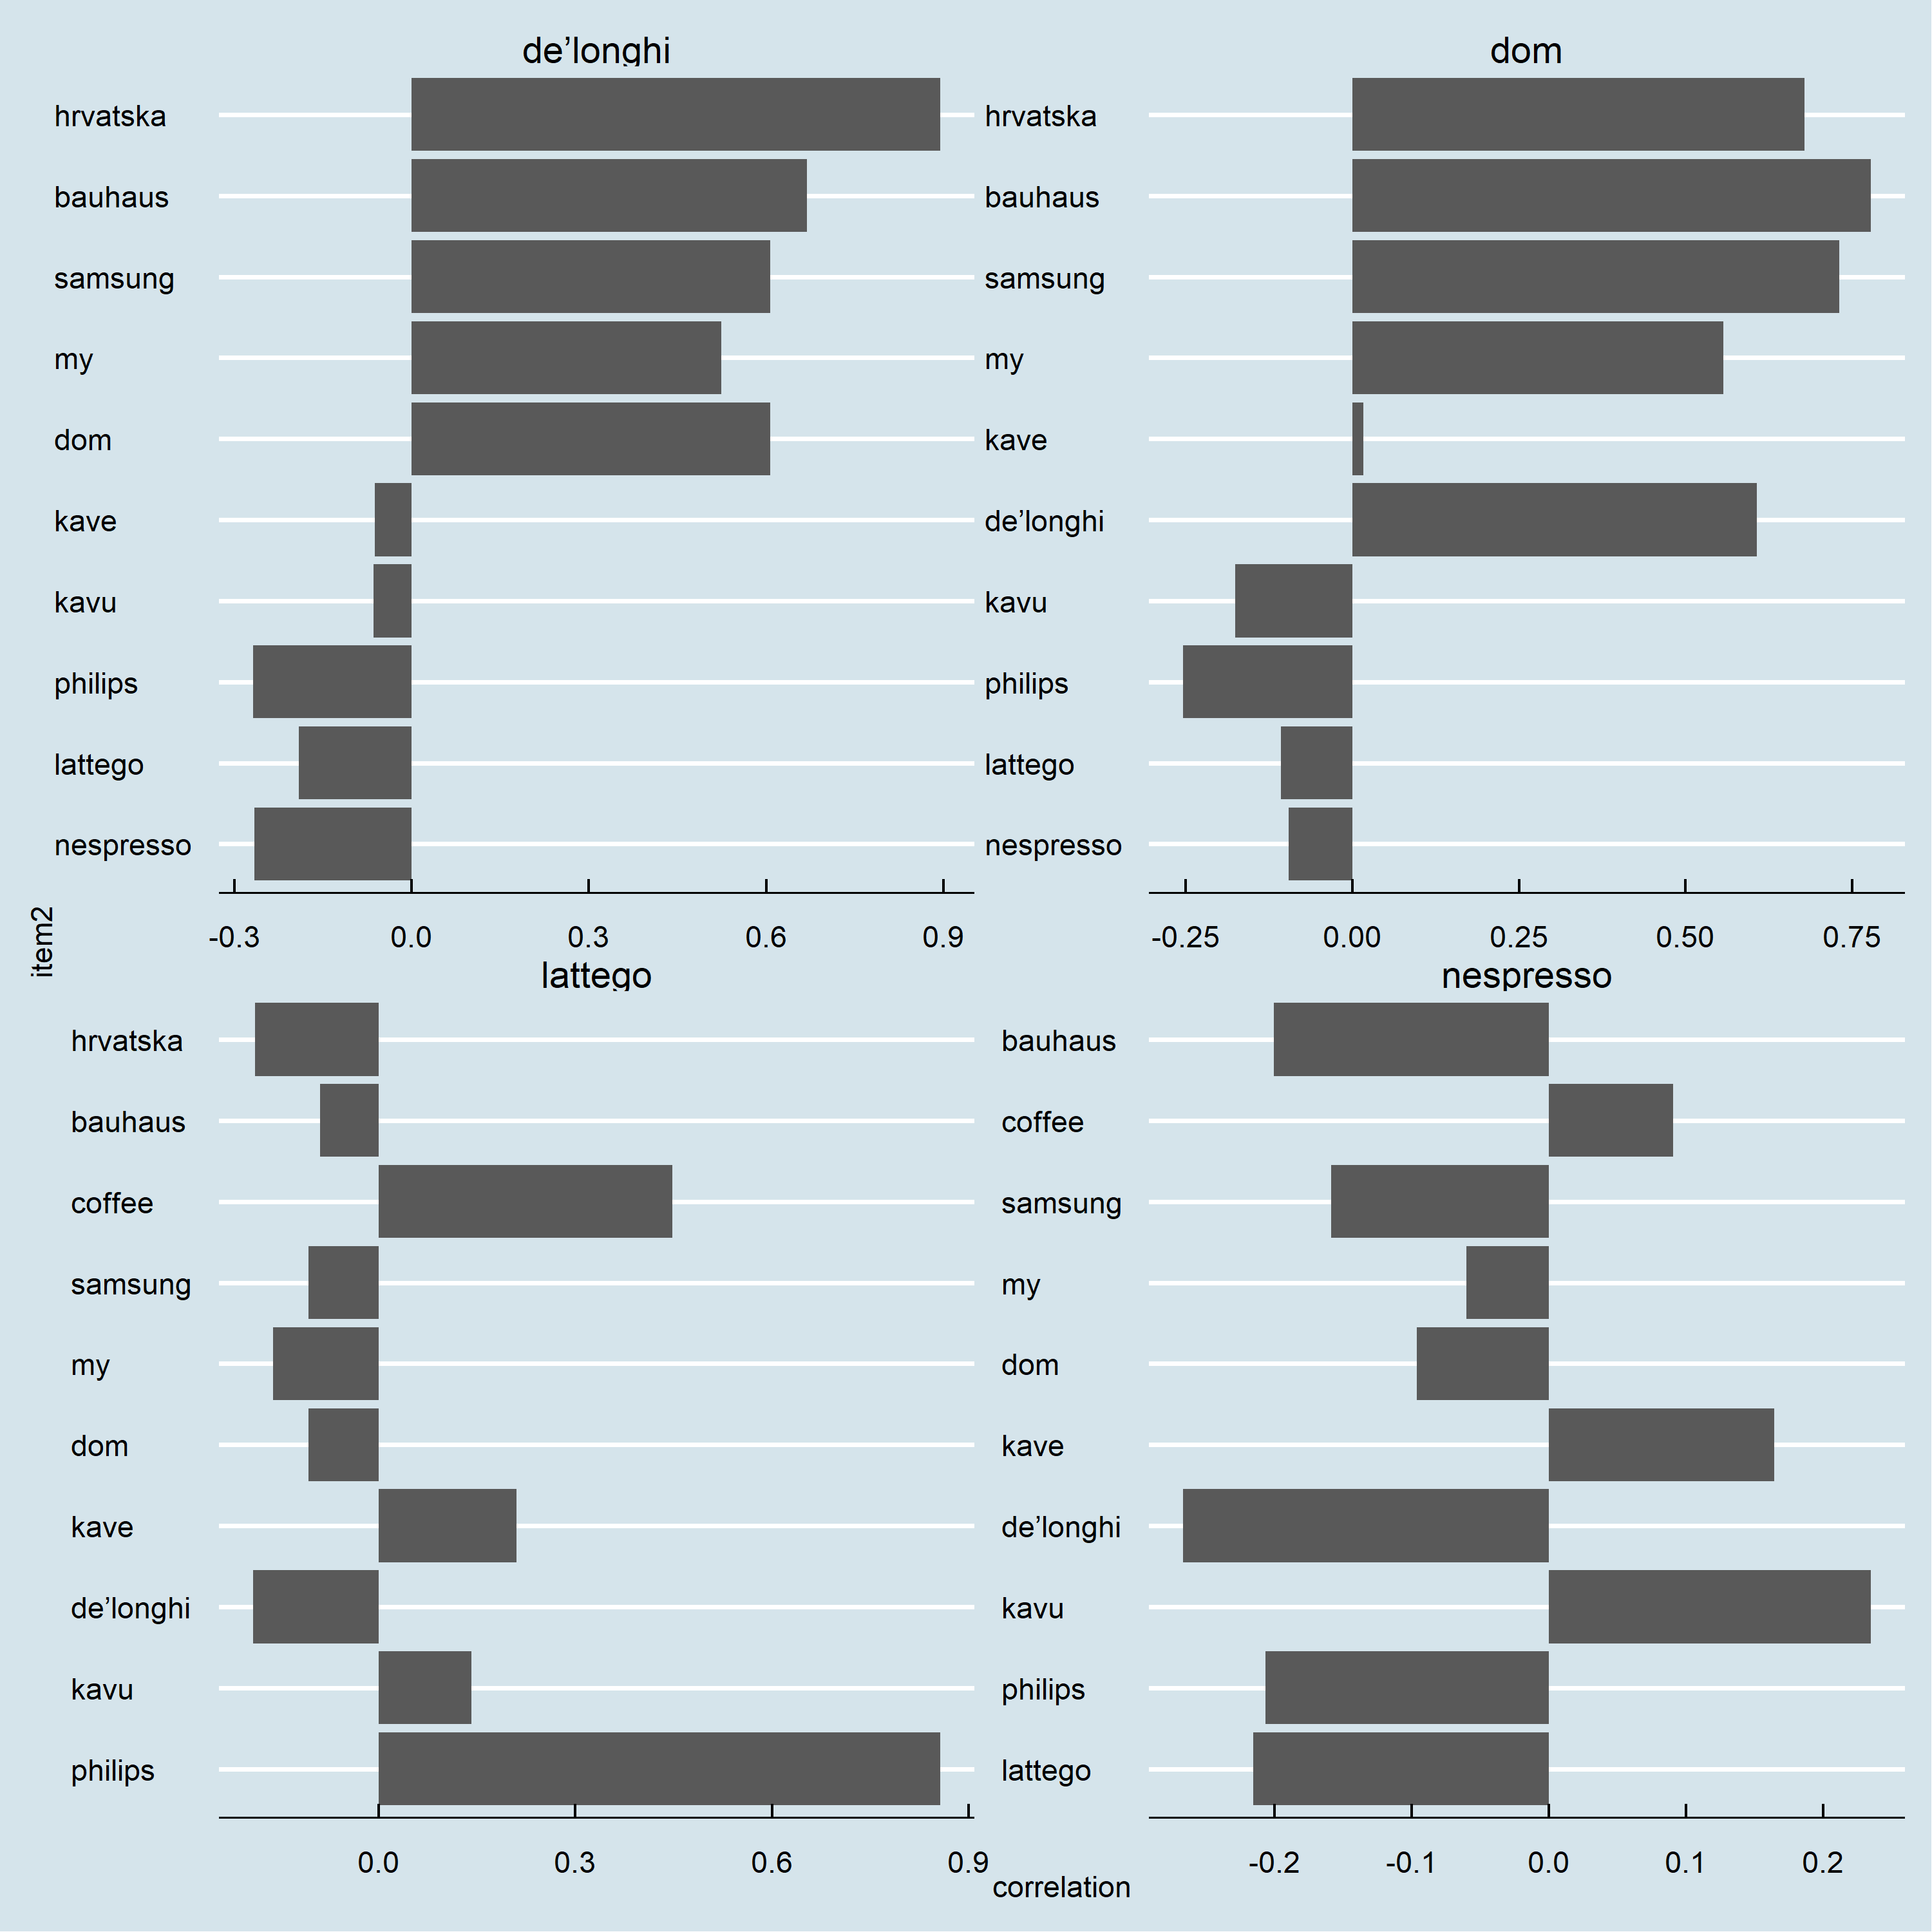 de’longhi
hrvatska
bauhaus
samsung
my
dom
kave
kavu
philips
lattego
nespresso
-0.3 0.0 0.3 0.6 0.9
dom
hrvatska
bauhaus
samsung
my
kave
de’longhi
kavu
philips
lattego
nespresso
-0.25 0.00 0.25 0.50 0.75
item2
lattego
hrvatska
bauhaus
coffee
samsung
my
dom
kave
de’longhi
kavu
philips
0.0 0.3 0.6 0.9
nespresso
bauhaus
coffee
samsung
my
dom
kave
de’longhi
kavu
philips
lattego
-0.2 -0.1 0.0 0.1 0.2
correlation